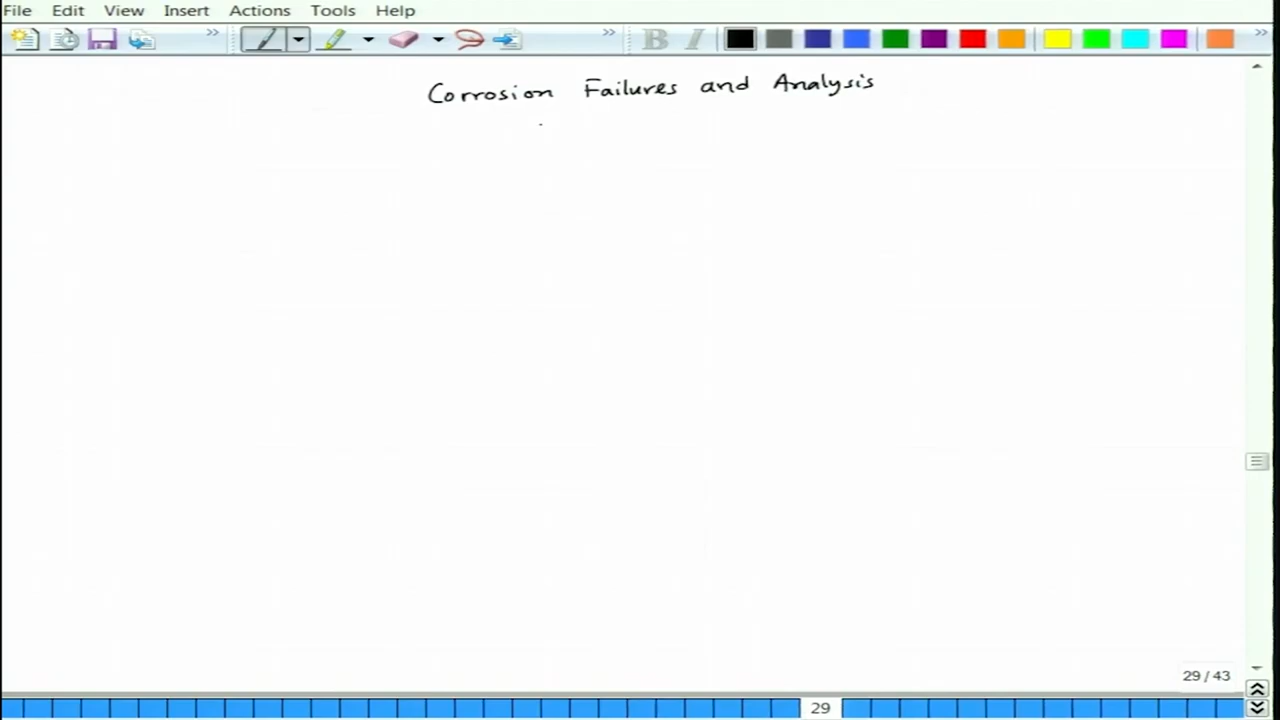 File Edit View Insert Actions Tools Help
B I
Corrosion Failures and Analysis
29 / 43
29